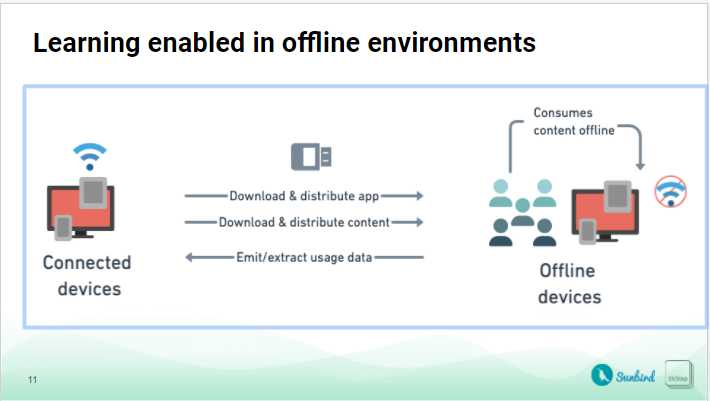 Learning enabled in offline environments
Consumes
content offline
Download & distribute app
Download & distribute content
Emit/extract usage data
Connected
devices
Offline
devices
11
Sunbird
EkStep